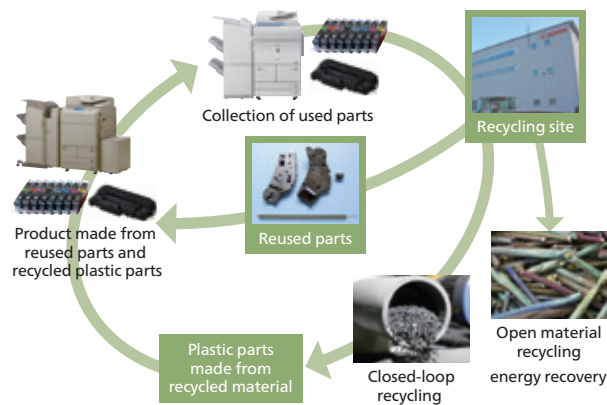 Collection of used parts
Recycling site
Reused parts
Product made from
reused parts and
recycled plastic parts
Plastic parts
made from
recycled material
Closed-loop
recycling
Open material
recycling
energy recovery